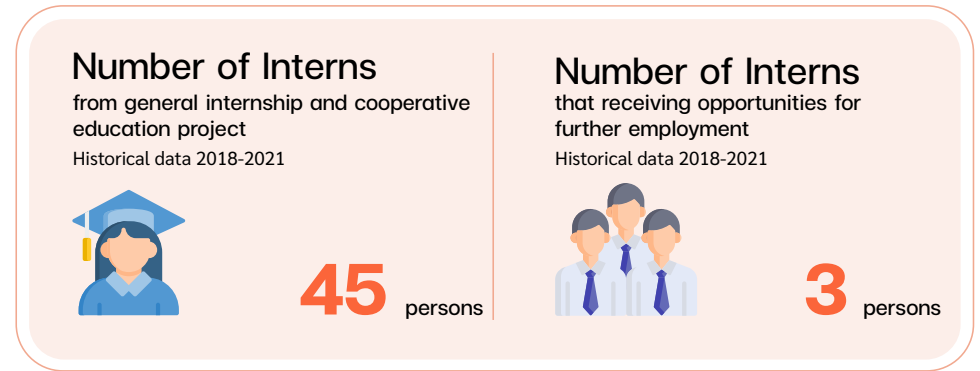 Number of Interns
from general internship and cooperative
education project
Historical data 2018-2021
45 persons
Number of Interns
that receiving opportunities for
further employment
Historical data 2018-2021
3 persons